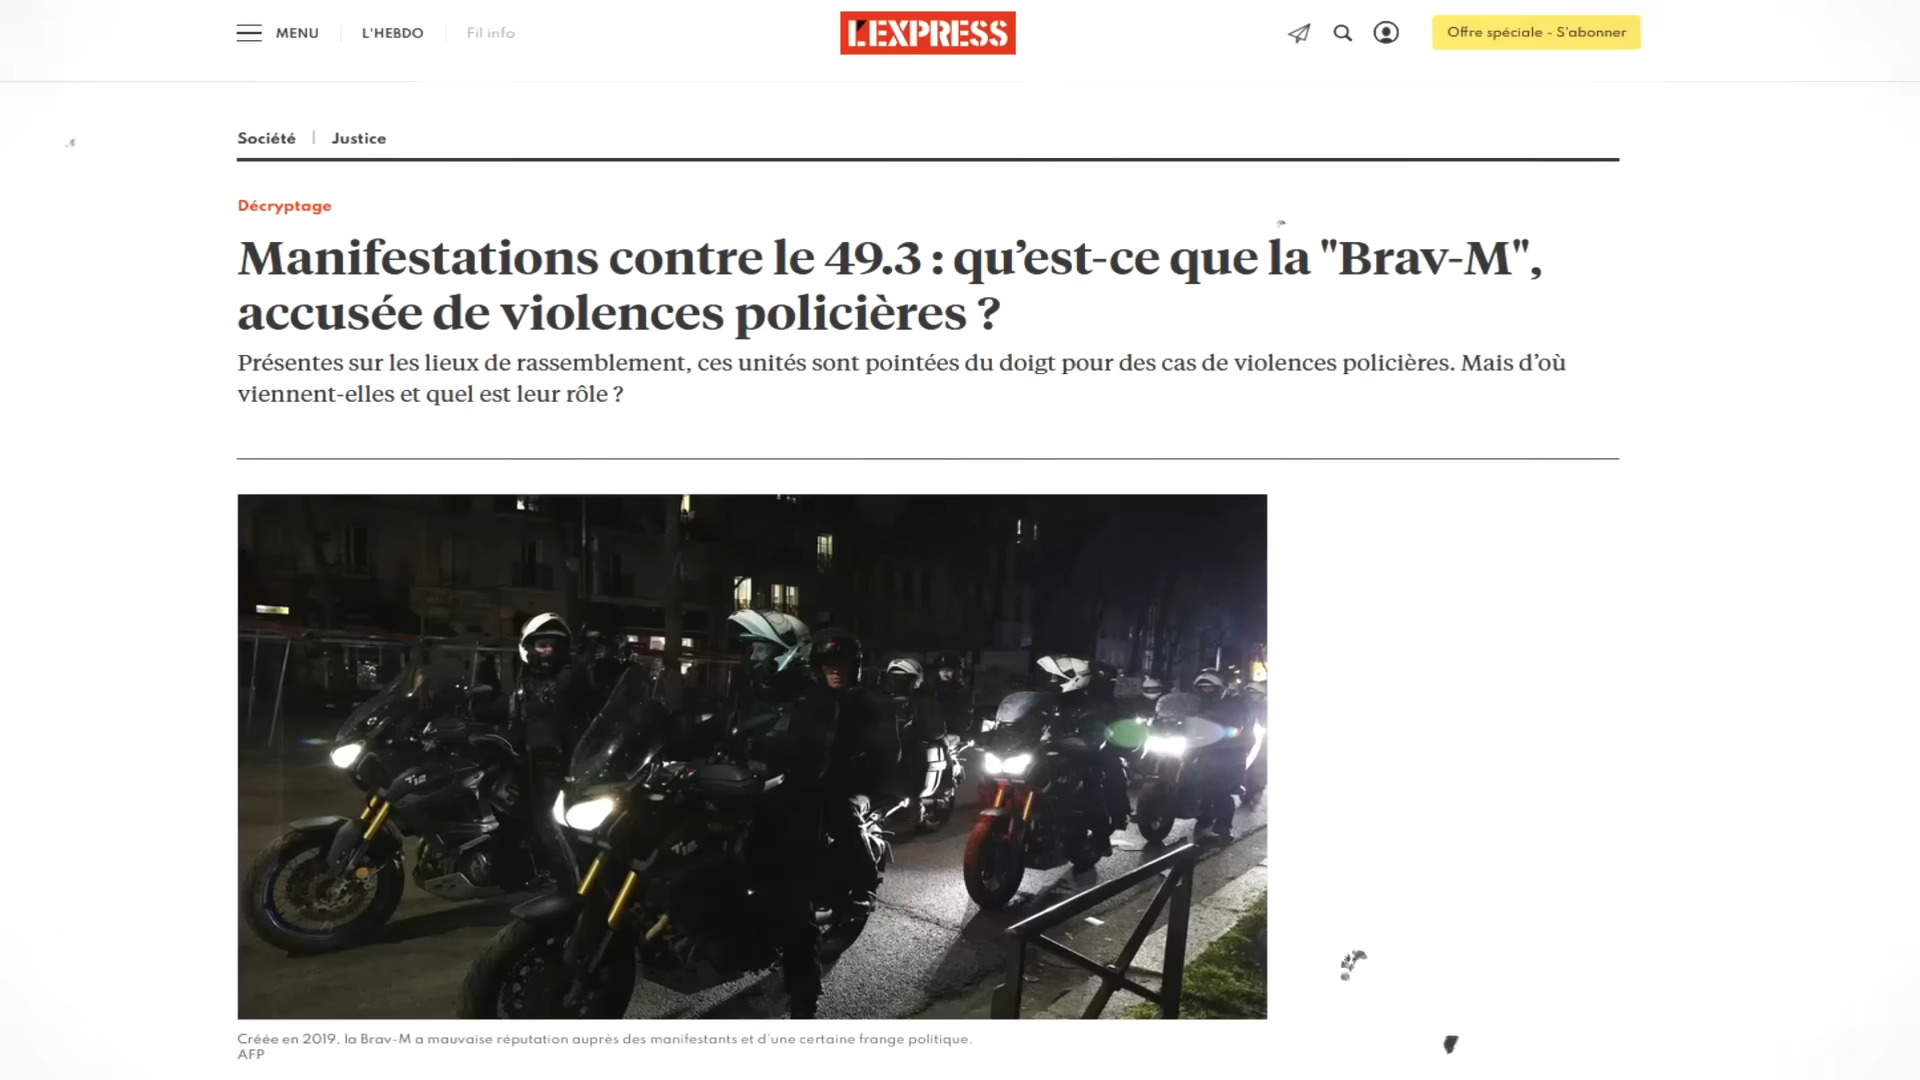 MENU
L'HEBDO
Fil info
L'EXPRESS
Offre spéciale - S'abonner
Société | Justice
Décryptage
Manifestations contre le 49.3 : qu’est-ce que la "Brav-M",
accusée de violences policières ?
Présentes sur les lieux de rassemblement, ces unités sont pointées du doigt pour des cas de violences policières. Mais d’où
viennent-elles et quel est leur rôle ?
T12
T12
Créée en 2019, la Brav-M a mauvaise réputation auprès des manifestants et d'une certaine frange politique.
AFP